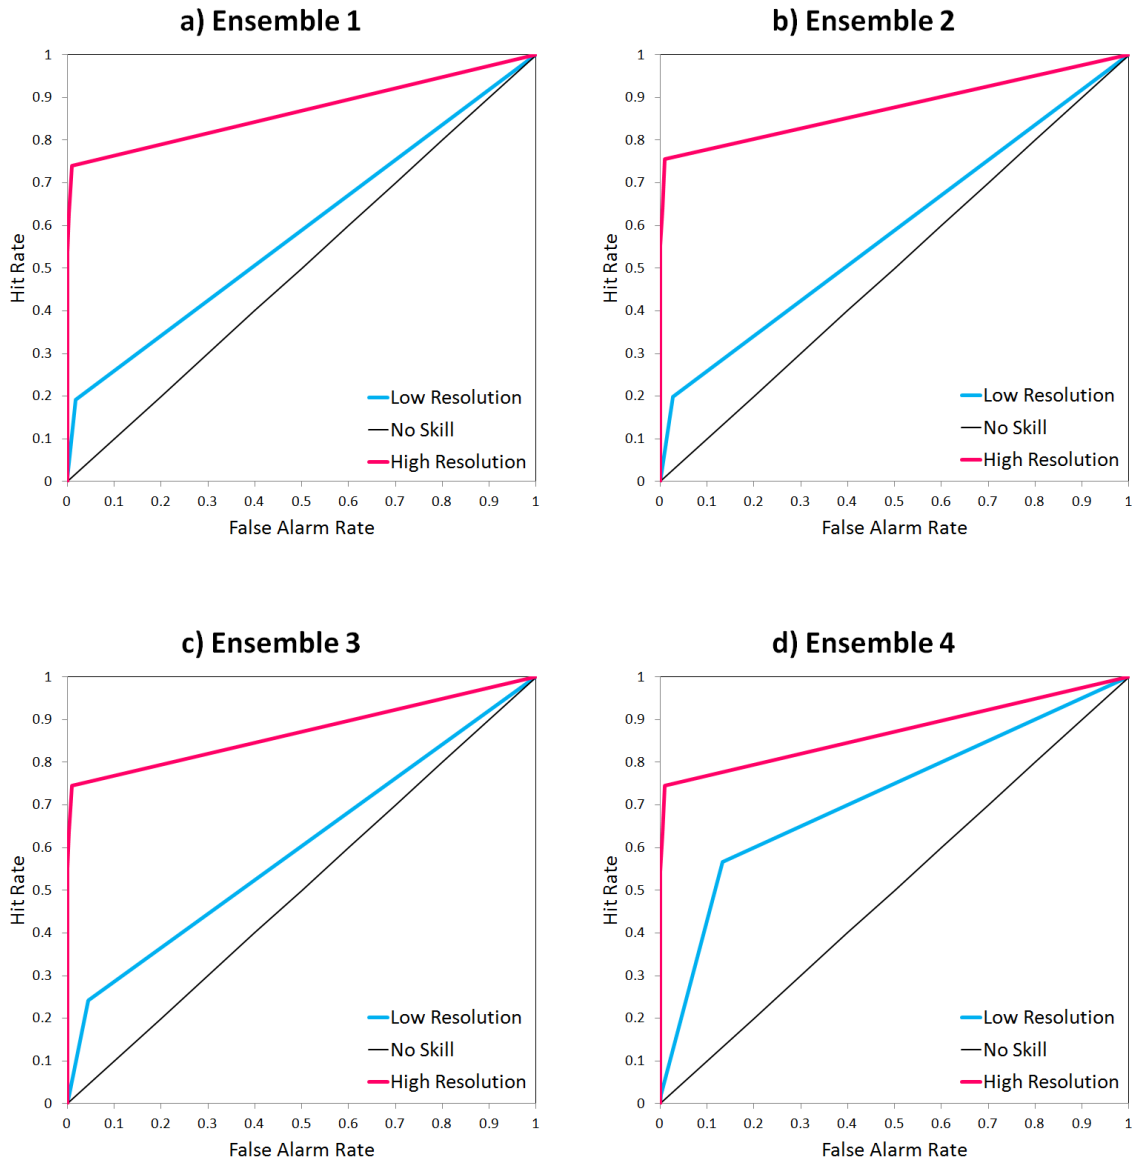 a) Ensemble 1
1
0.9
0.8
0.7
0.6
0.5
0.4
0.3
0.2
0.1
0
Hit Rate
Low Resolution
No Skill
High Resolution
0 0.1 0.2 0.3 0.4 0.5 0.6 0.7 0.8 0.9 1
False Alarm Rate
b) Ensemble 2
1
0.9
0.8
0.7
0.6
0.5
0.4
0.3
0.2
0.1
0
Hit Rate
Low Resolution
No Skill
High Resolution
0 0.1 0.2 0.3 0.4 0.5 0.6 0.7 0.8 0.9 1
False Alarm Rate
c) Ensemble 3
1
0.9
0.8
0.7
0.6
0.5
0.4
0.3
0.2
0.1
0
Hit Rate
Low Resolution
No Skill
High Resolution
0 0.1 0.2 0.3 0.4 0.5 0.6 0.7 0.8 0.9 1
False Alarm Rate
d) Ensemble 4
1
0.9
0.8
0.7
0.6
0.5
0.4
0.3
0.2
0.1
0
Hit Rate
Low Resolution
No Skill
High Resolution
0 0.1 0.2 0.3 0.4 0.5 0.6 0.7 0.8 0.9 1
False Alarm Rate